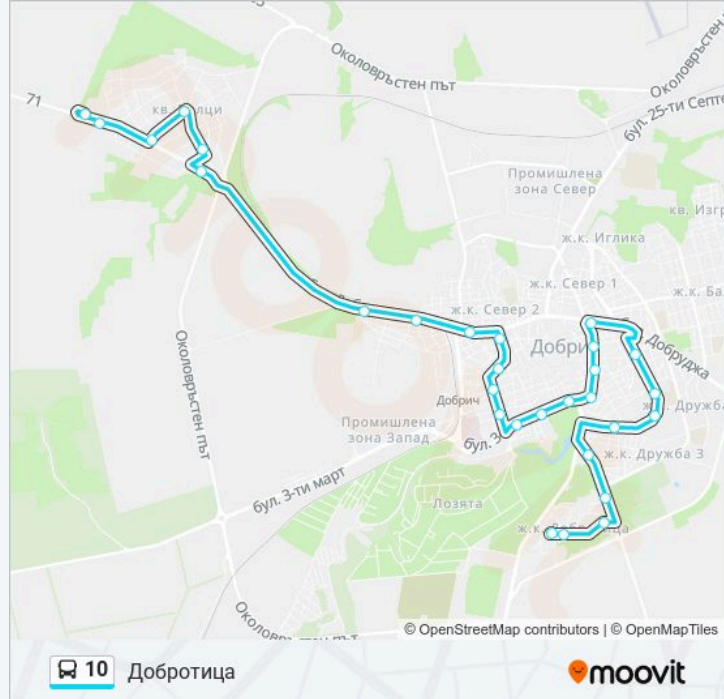 Околовръстен път
71
кв.
Околовръстен
бул. 25-ти Септе
Промишлена
зона Север
кв. Изг
ж.к. Иглика
ж.к. Север 1
ж.к. Ба
ж.к. Север 2
Добри
Добруджа
Околовръстен път
Добрич
ж.к. Дружба
Промишлена
зона Запад
бул. 3
ж.к. Дружба 3
бул. 3-ти март
Лозята
ж.к.
Околовръстен път
© OpenStreetMap contributors | © OpenMapTiles
10 Добротица
moovit